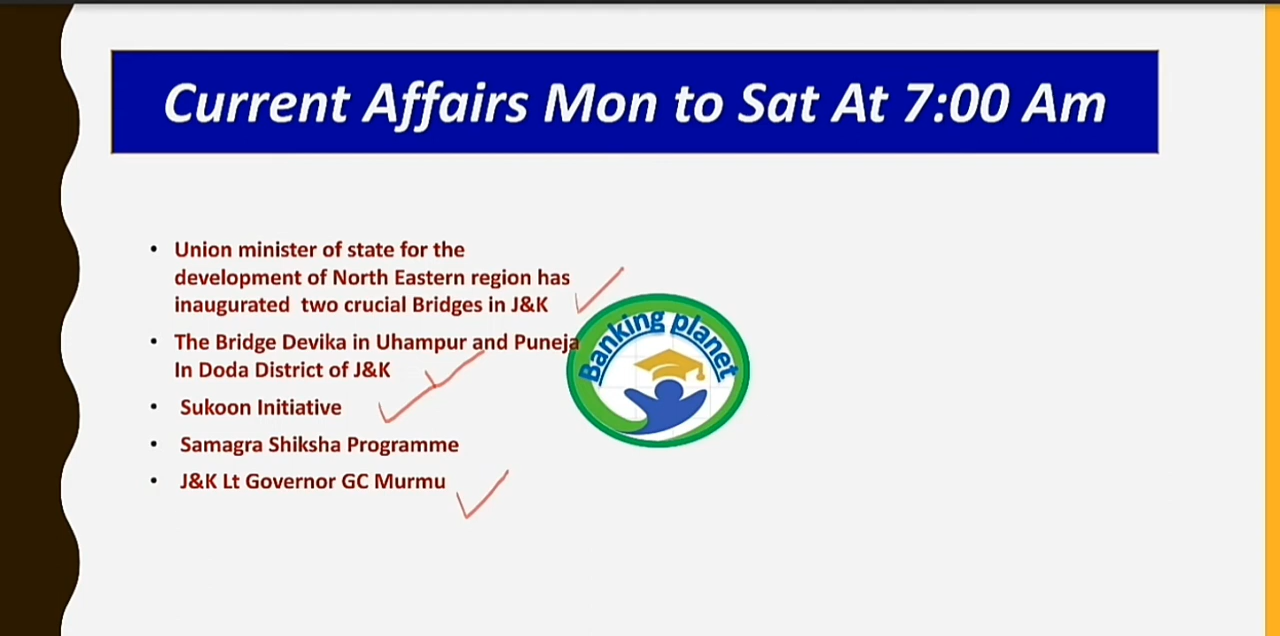 Current Affairs Mon to Sat At 7:00 Am
• Union minister of state for the
development of North Eastern region has
inaugurated two crucial Bridges in J&K
• The Bridge Devika in Uhampur and Puneja
In Doda District of J&K
• Sukoon Initiative
• Samagra Shiksha Programme
• J&K Lt Governor GC Murmu
Banking planet